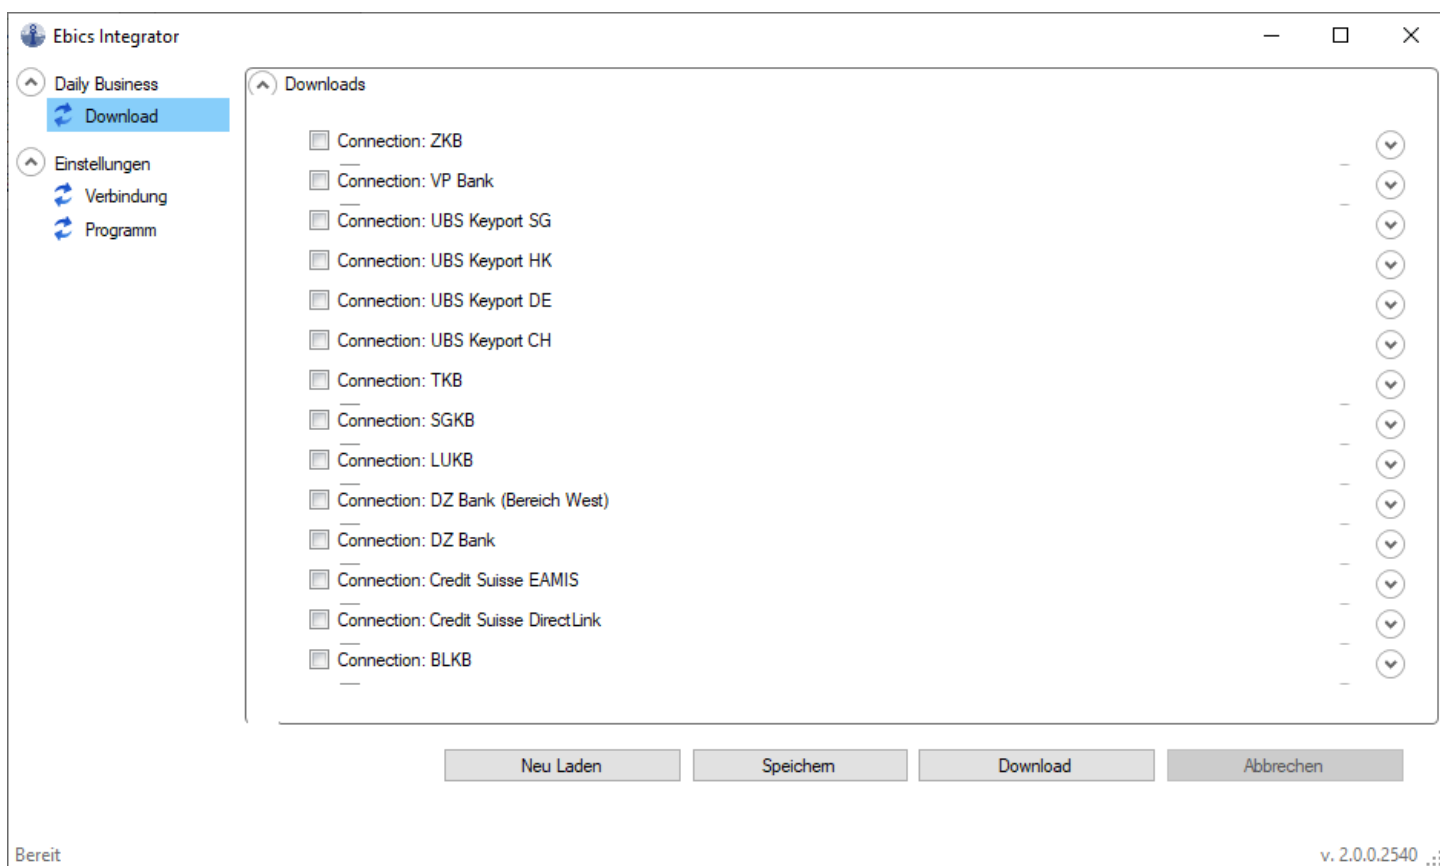 Ebics Integrator
Daily Business
Download
Einstellungen
Verbindung
Programm
Downloads
Connection: ZKB
Connection: VP Bank
Connection: UBS Keyport SG
Connection: UBS Keyport HK
Connection: UBS Keyport DE
Connection: UBS Keyport CH
Connection: TKB
Connection: SGKB
Connection: LUKB
Connection: DZ Bank (Bereich West)
Connection: DZ Bank
Connection: Credit Suisse EAMIS
Connection: Credit Suisse DirectLink
Connection: BLKB
Neu Laden Speichern Download Abbrechen
Bereit v. 2.0.0.2540